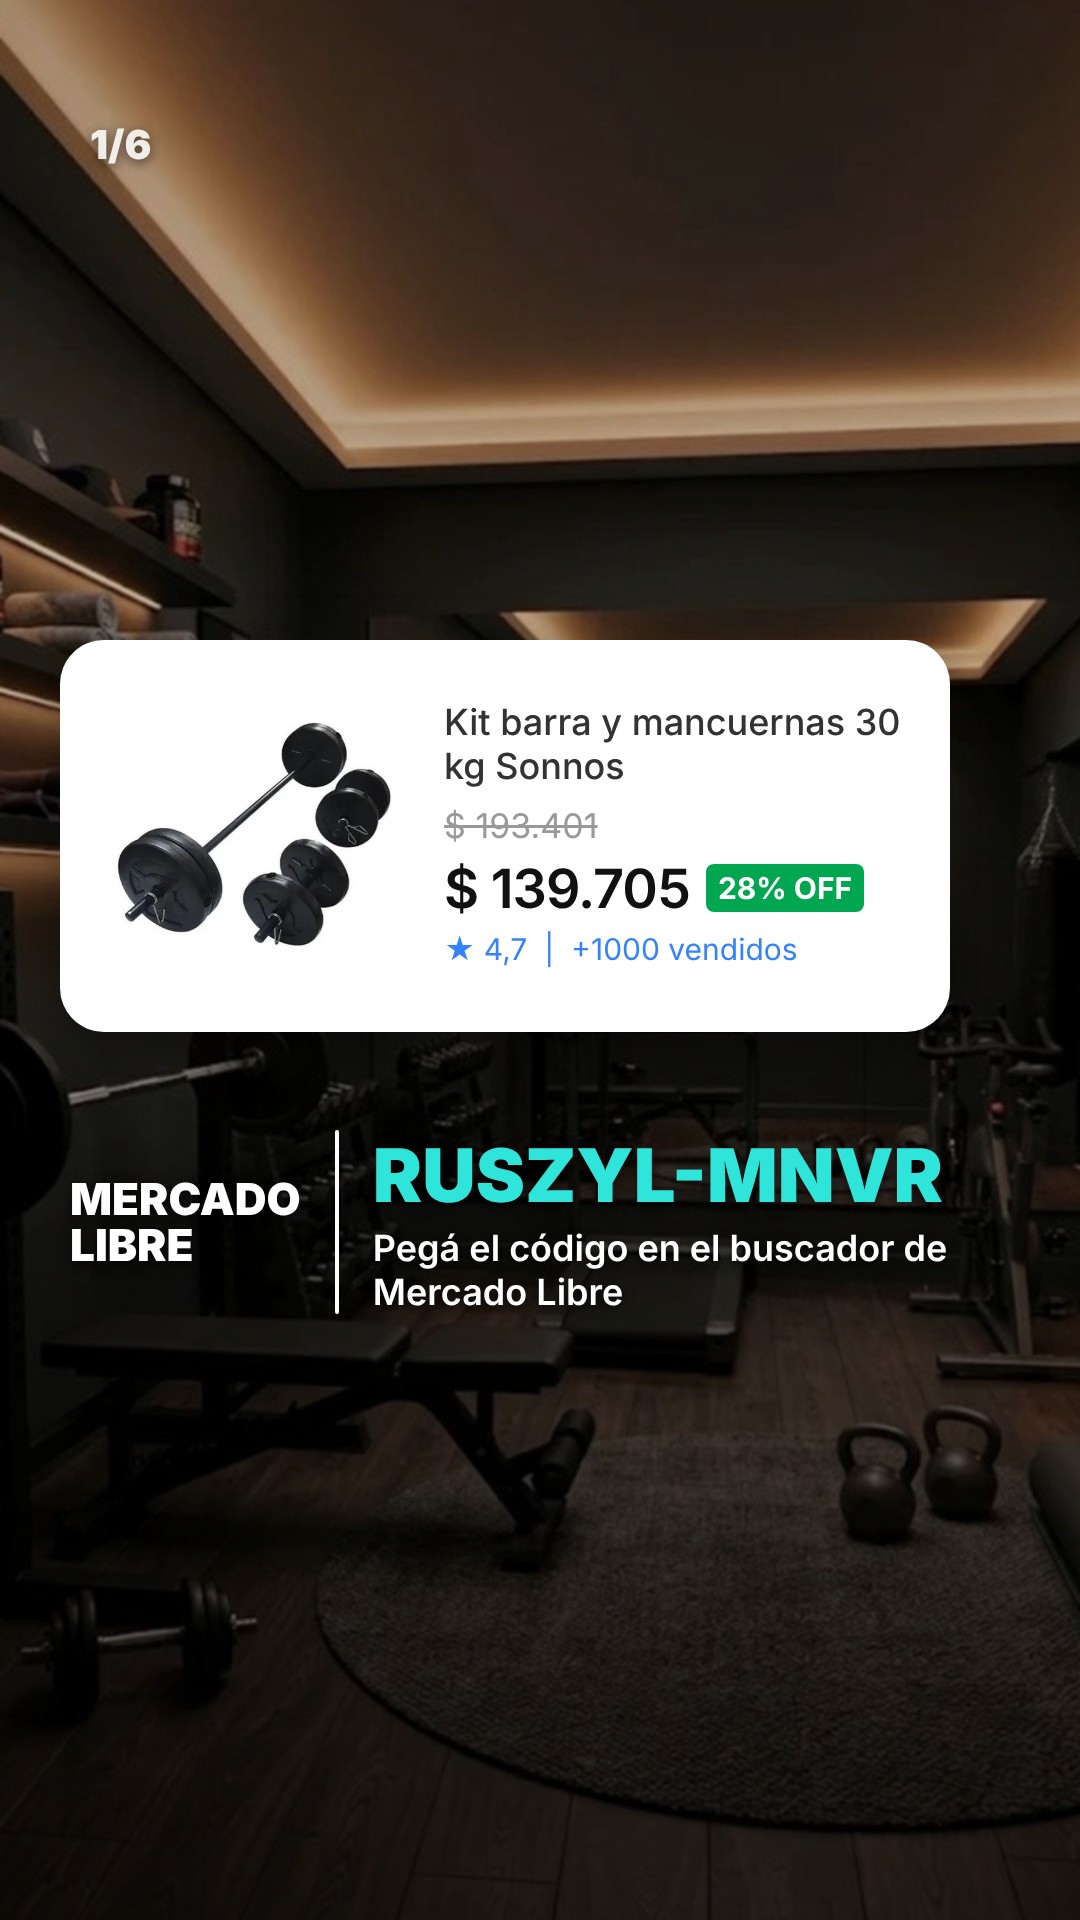 1/6
Kit barra y mancuernas 30
kg Sonnos
$ 193.401
$ 139.705 28% OFF
★ 4,7 | +1000 vendidos
MERCADO
LIBRE
RUSZYL-MNVR
Pegá el código en el buscador de
Mercado Libre